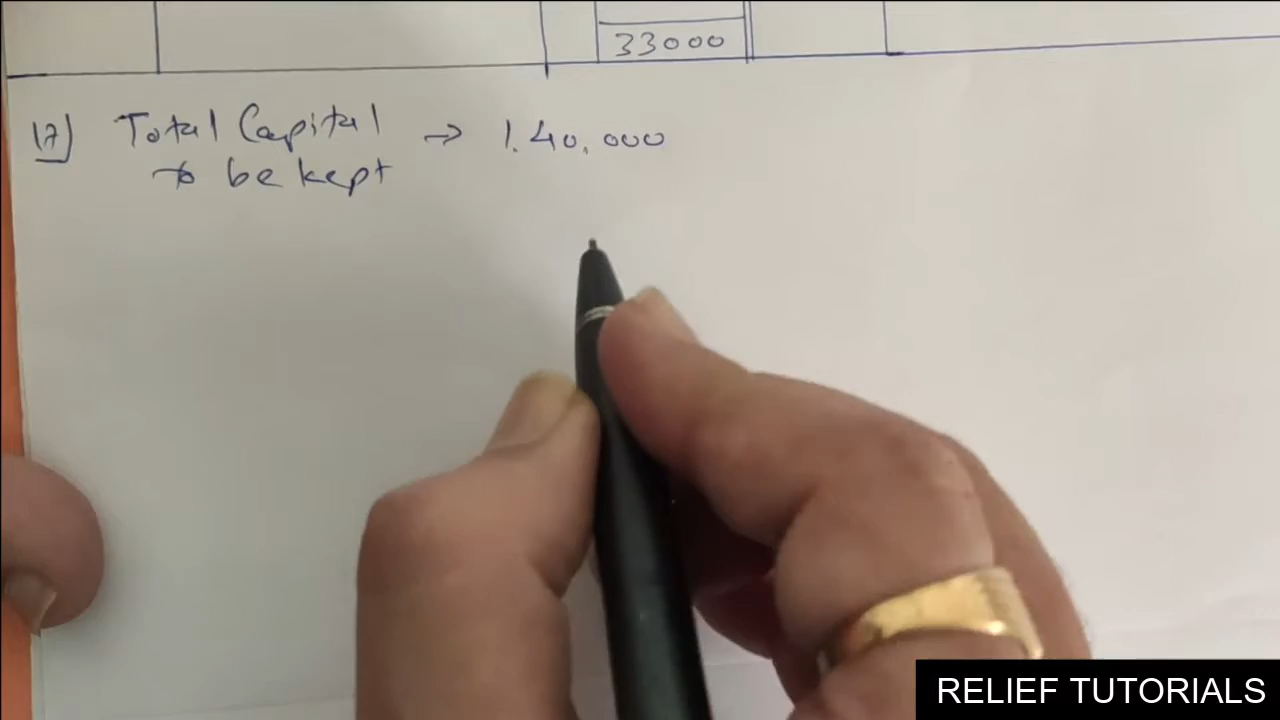 33000
17) Total Capital → 1.40.000
to be kept
RELIEF TUTORIALS